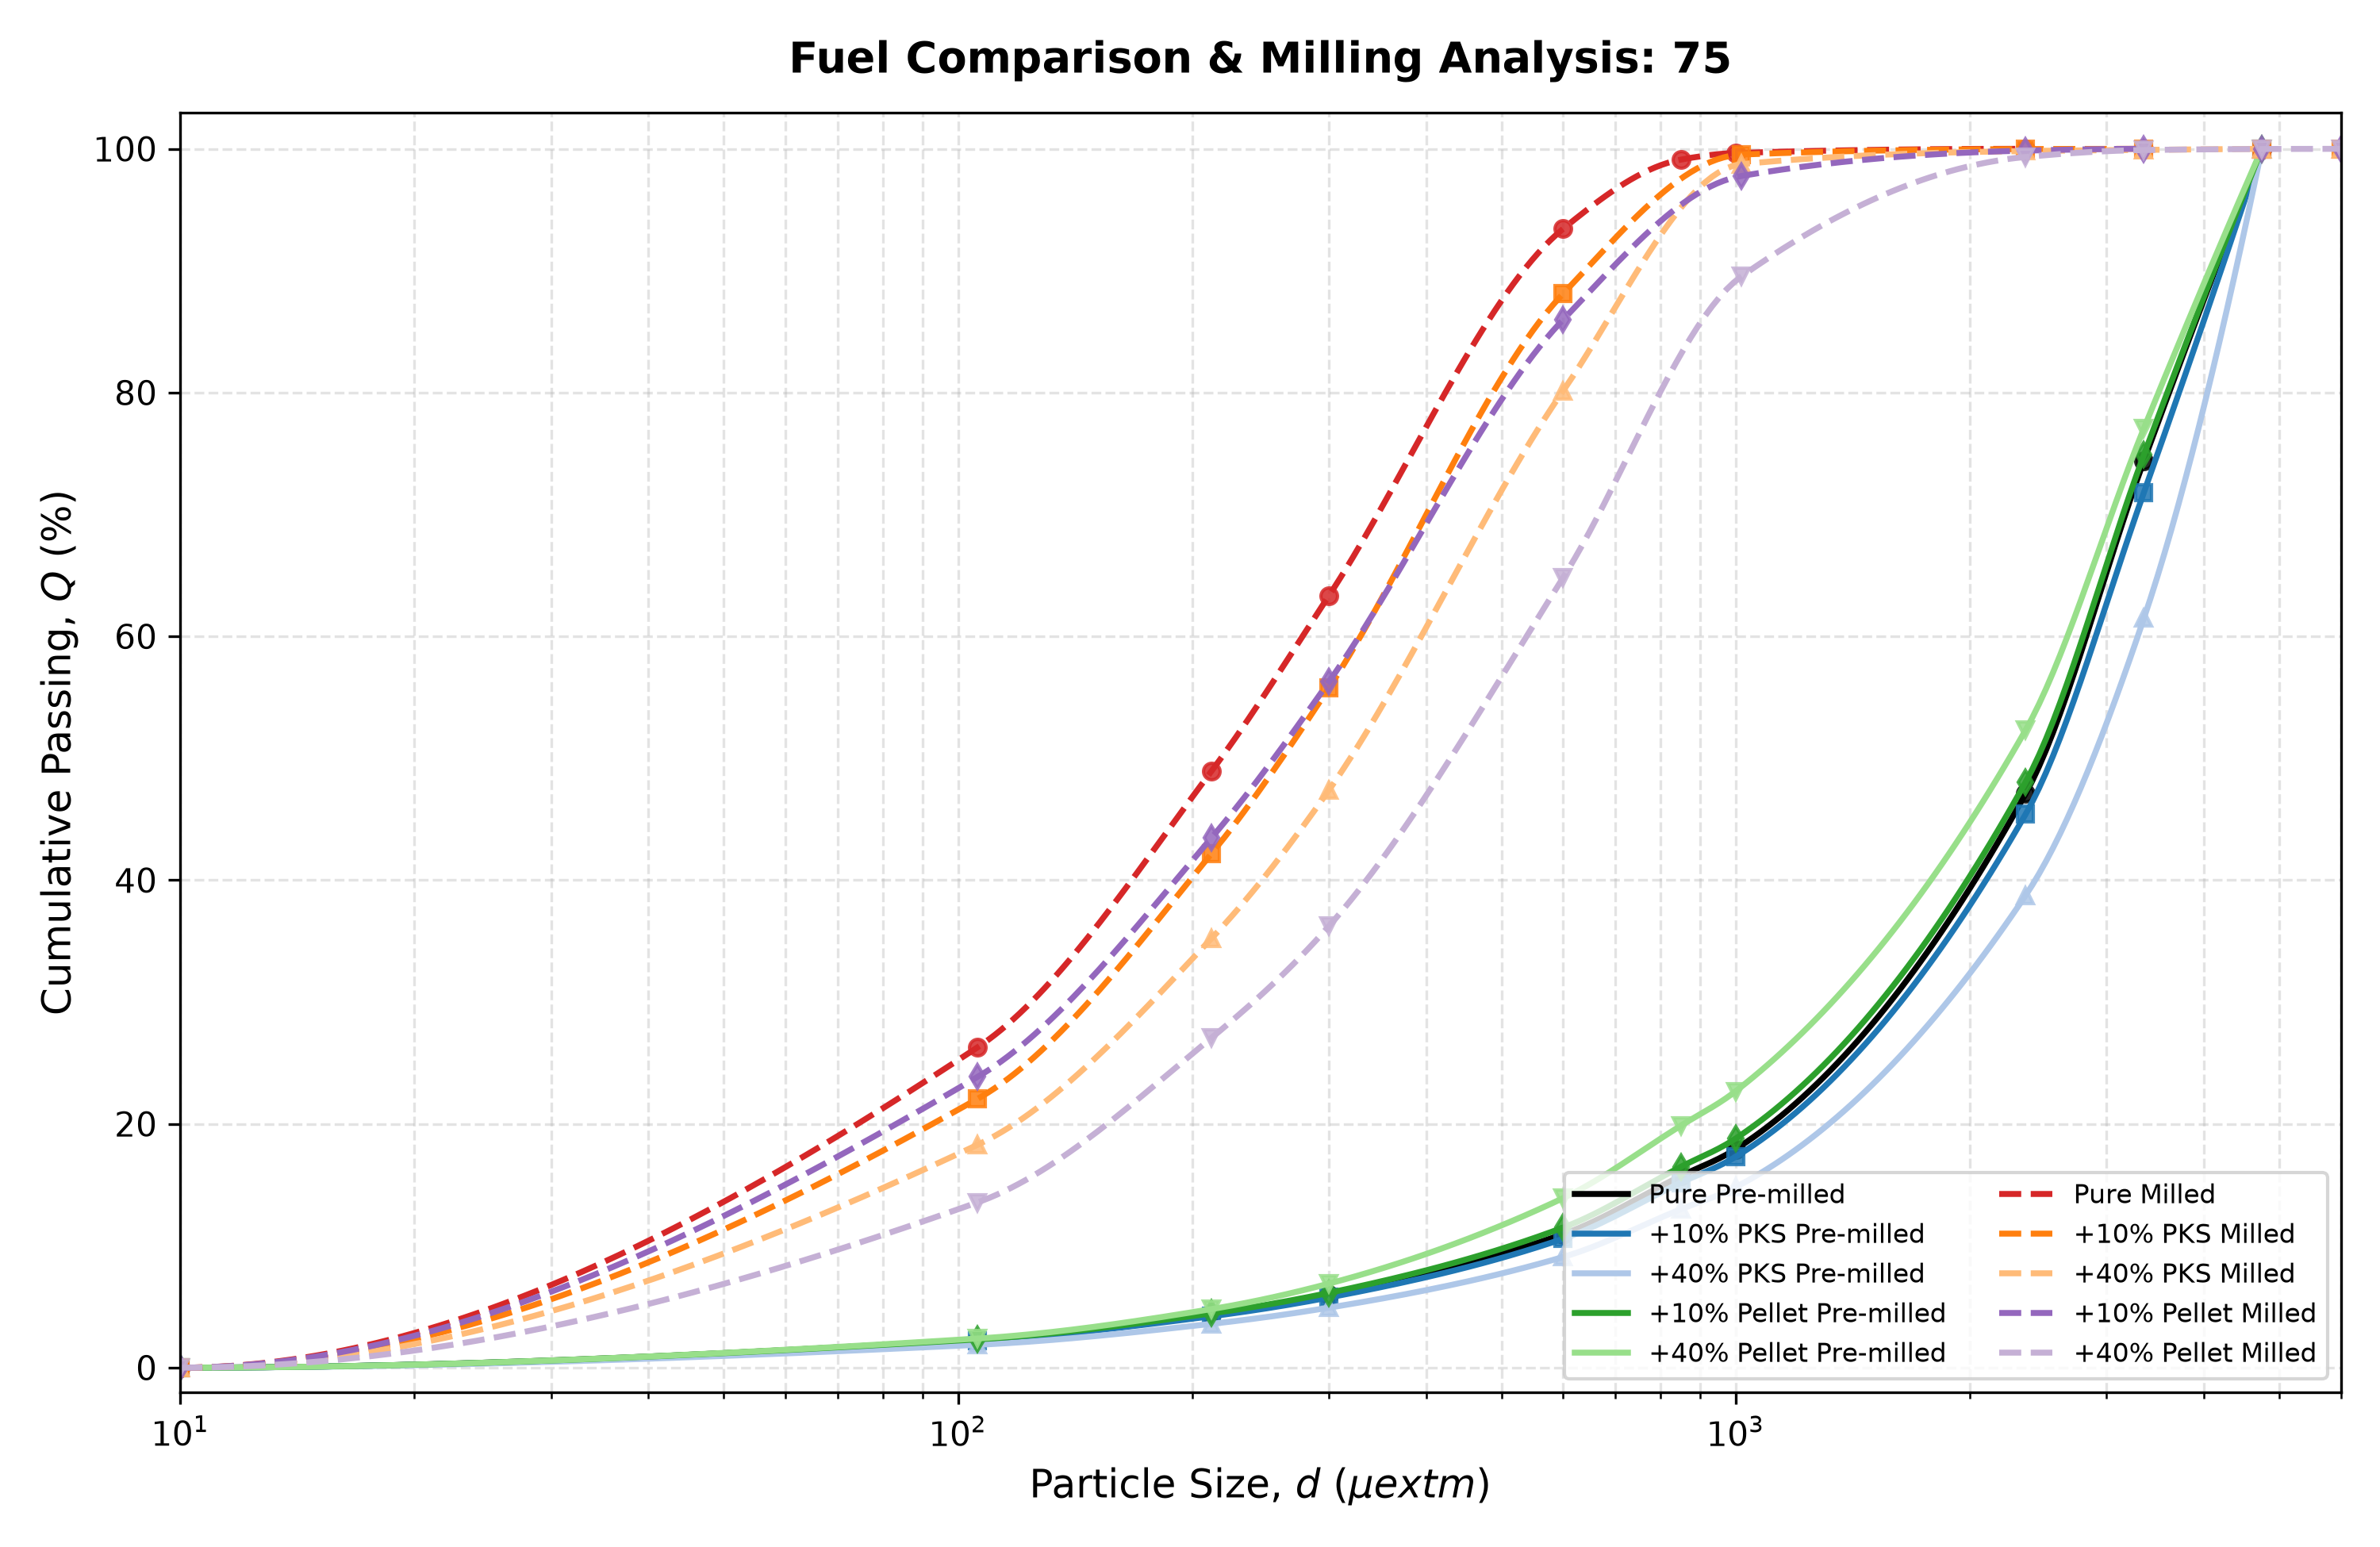 Fuel Comparison & Milling Analysis: 75
Cumulative Passing, Q (%)
100
80
60
40
20
0
10¹
10²
10³
Particle Size, d (μextm)
Pure Pre-milled
+10% PKS Pre-milled
+40% PKS Pre-milled
+10% Pellet Pre-milled
+40% Pellet Pre-milled
Pure Milled
+10% PKS Milled
+40% PKS Milled
+10% Pellet Milled
+40% Pellet Milled